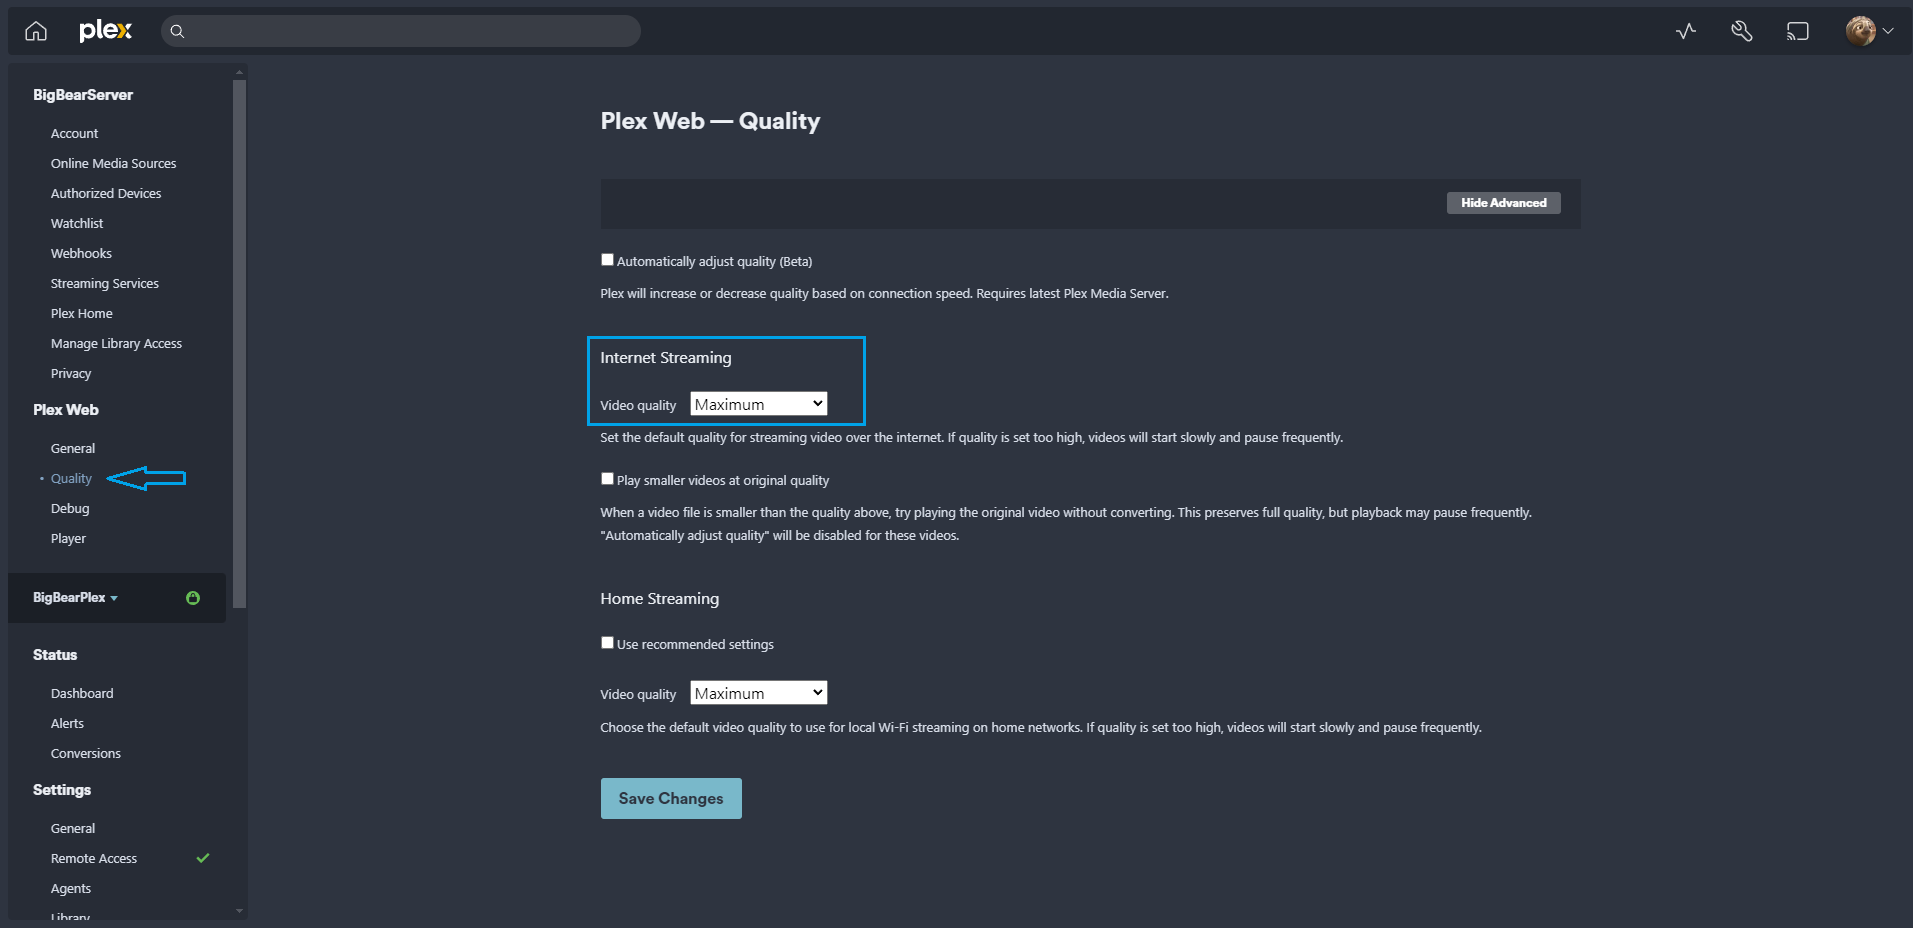 plex
BigBearServer
Account
Online Media Sources
Authorized Devices
Watchlist
Webhooks
Streaming Services
Plex Home
Manage Library Access
Privacy
Plex Web
General
Quality
Debug
Player
BigBearPlex
Status
Dashboard
Alerts
Conversions
Settings
General
Remote Access
Agents
Library
Plex Web — Quality
Hide Advanced
Automatically adjust quality (Beta)
Plex will increase or decrease quality based on connection speed. Requires latest Plex Media Server.
Internet Streaming
Video quality Maximum
Set the default quality for streaming video over the internet. If quality is set too high, videos will start slowly and pause frequently.
Play smaller videos at original quality
When a video file is smaller than the quality above, try playing the original video without converting. This preserves full quality, but playback may pause frequently.
"Automatically adjust quality" will be disabled for these videos.
Home Streaming
Use recommended settings
Video quality Maximum
Choose the default video quality to use for local Wi-Fi streaming on home networks. If quality is set too high, videos will start slowly and pause frequently.
Save Changes